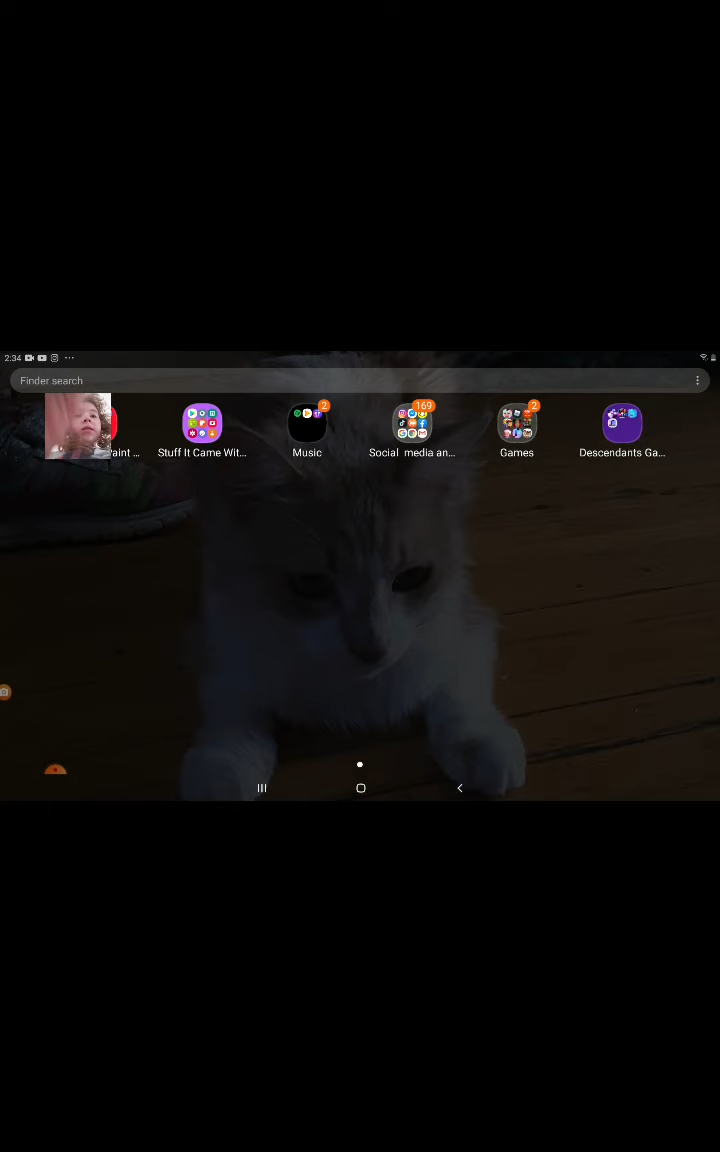 2:34
Finder search
169
2
2
aint ...
Stuff It Came Wit...
Music
Social media an...
Games
Descendants Ga...